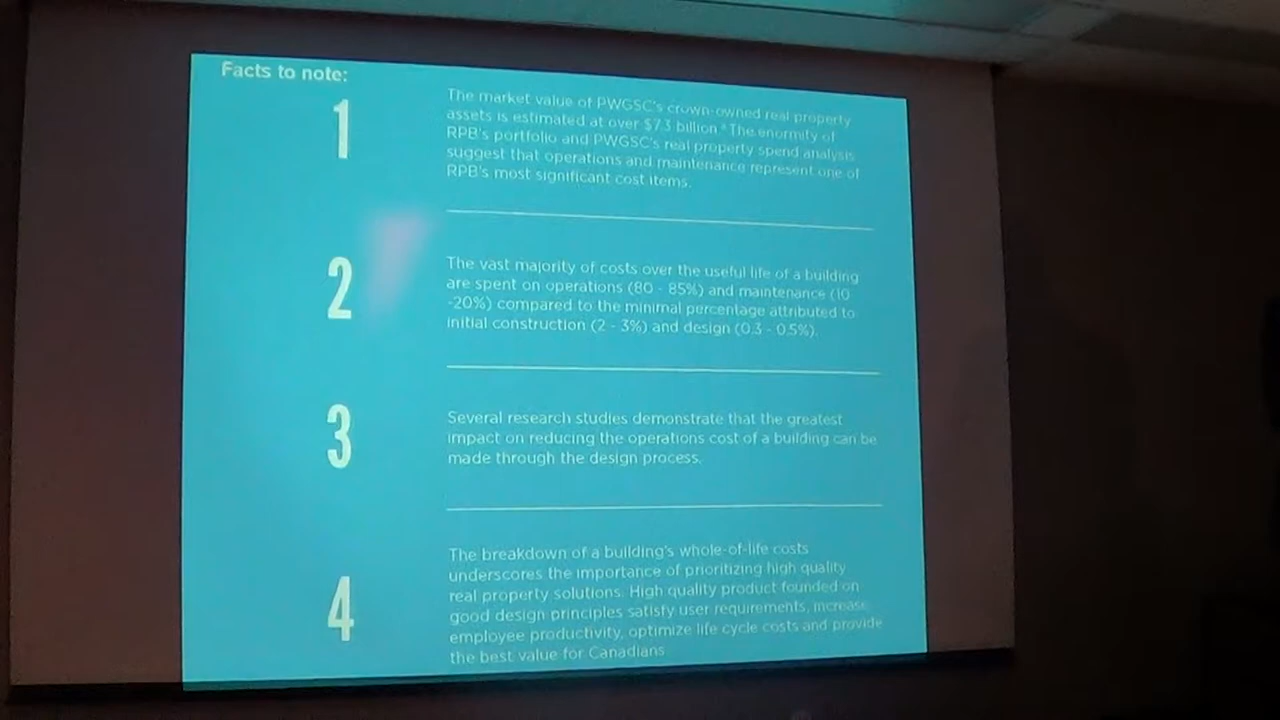 Facts to note:
1
The market value of PWGSC's crown-owned real property
assets is estimated at over $7.3 billion The enormity of
RPB's portfolio and PWGSC's real property spend analysis
suggest that operations and maintenance represent one of
RPB's most significant cost items.
2
The vast majority of costs over the useful life of a building
are spent on operations (80 - 85%) and maintenance (10
-20%) compared to the minimal percentage attributed to
initial construction (2 - 3%) and design (0.3 - 0.5%).
3
Several research studies demonstrate that the greatest
impact on reducing the operations cost of a building can be
made through the design process.
4
The breakdown of a building's whole-of-life costs
underscores the importance of prioritizing high quality
real property solutions. High quality product founded on
good design principles satisfy user requirements, increase
employee productivity, optimize life cycle costs and provide
the best value for Canadians